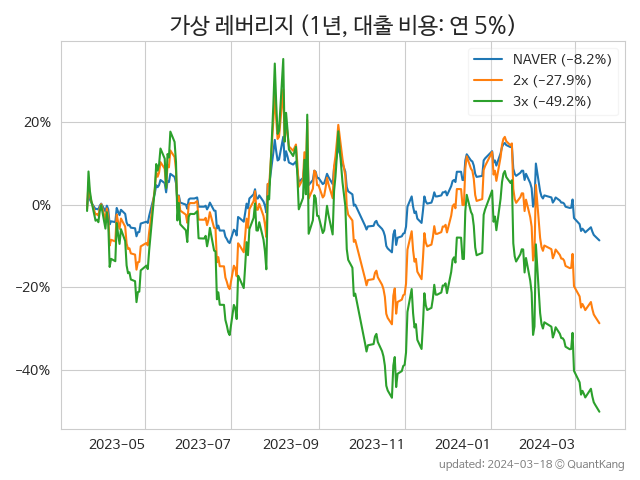 가상 레버리지 (1년, 대출 비용: 연 5%)
NAVER (−8.2%)
2x (−27.9%)
3x (−49.2%)
20%
0%
−20%
−40%
2023−05 2023−07 2023−09 2023−11 2024−01 2024−03
updated: 2024−03−18 © QuantKang